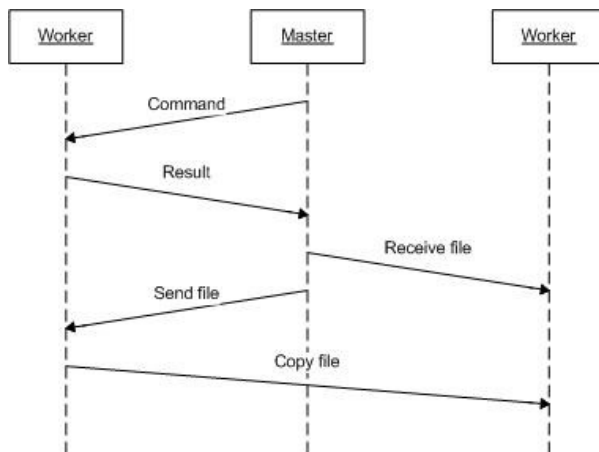 Worker
Master
Worker
Command
Result
Receive file
Send file
Copy file